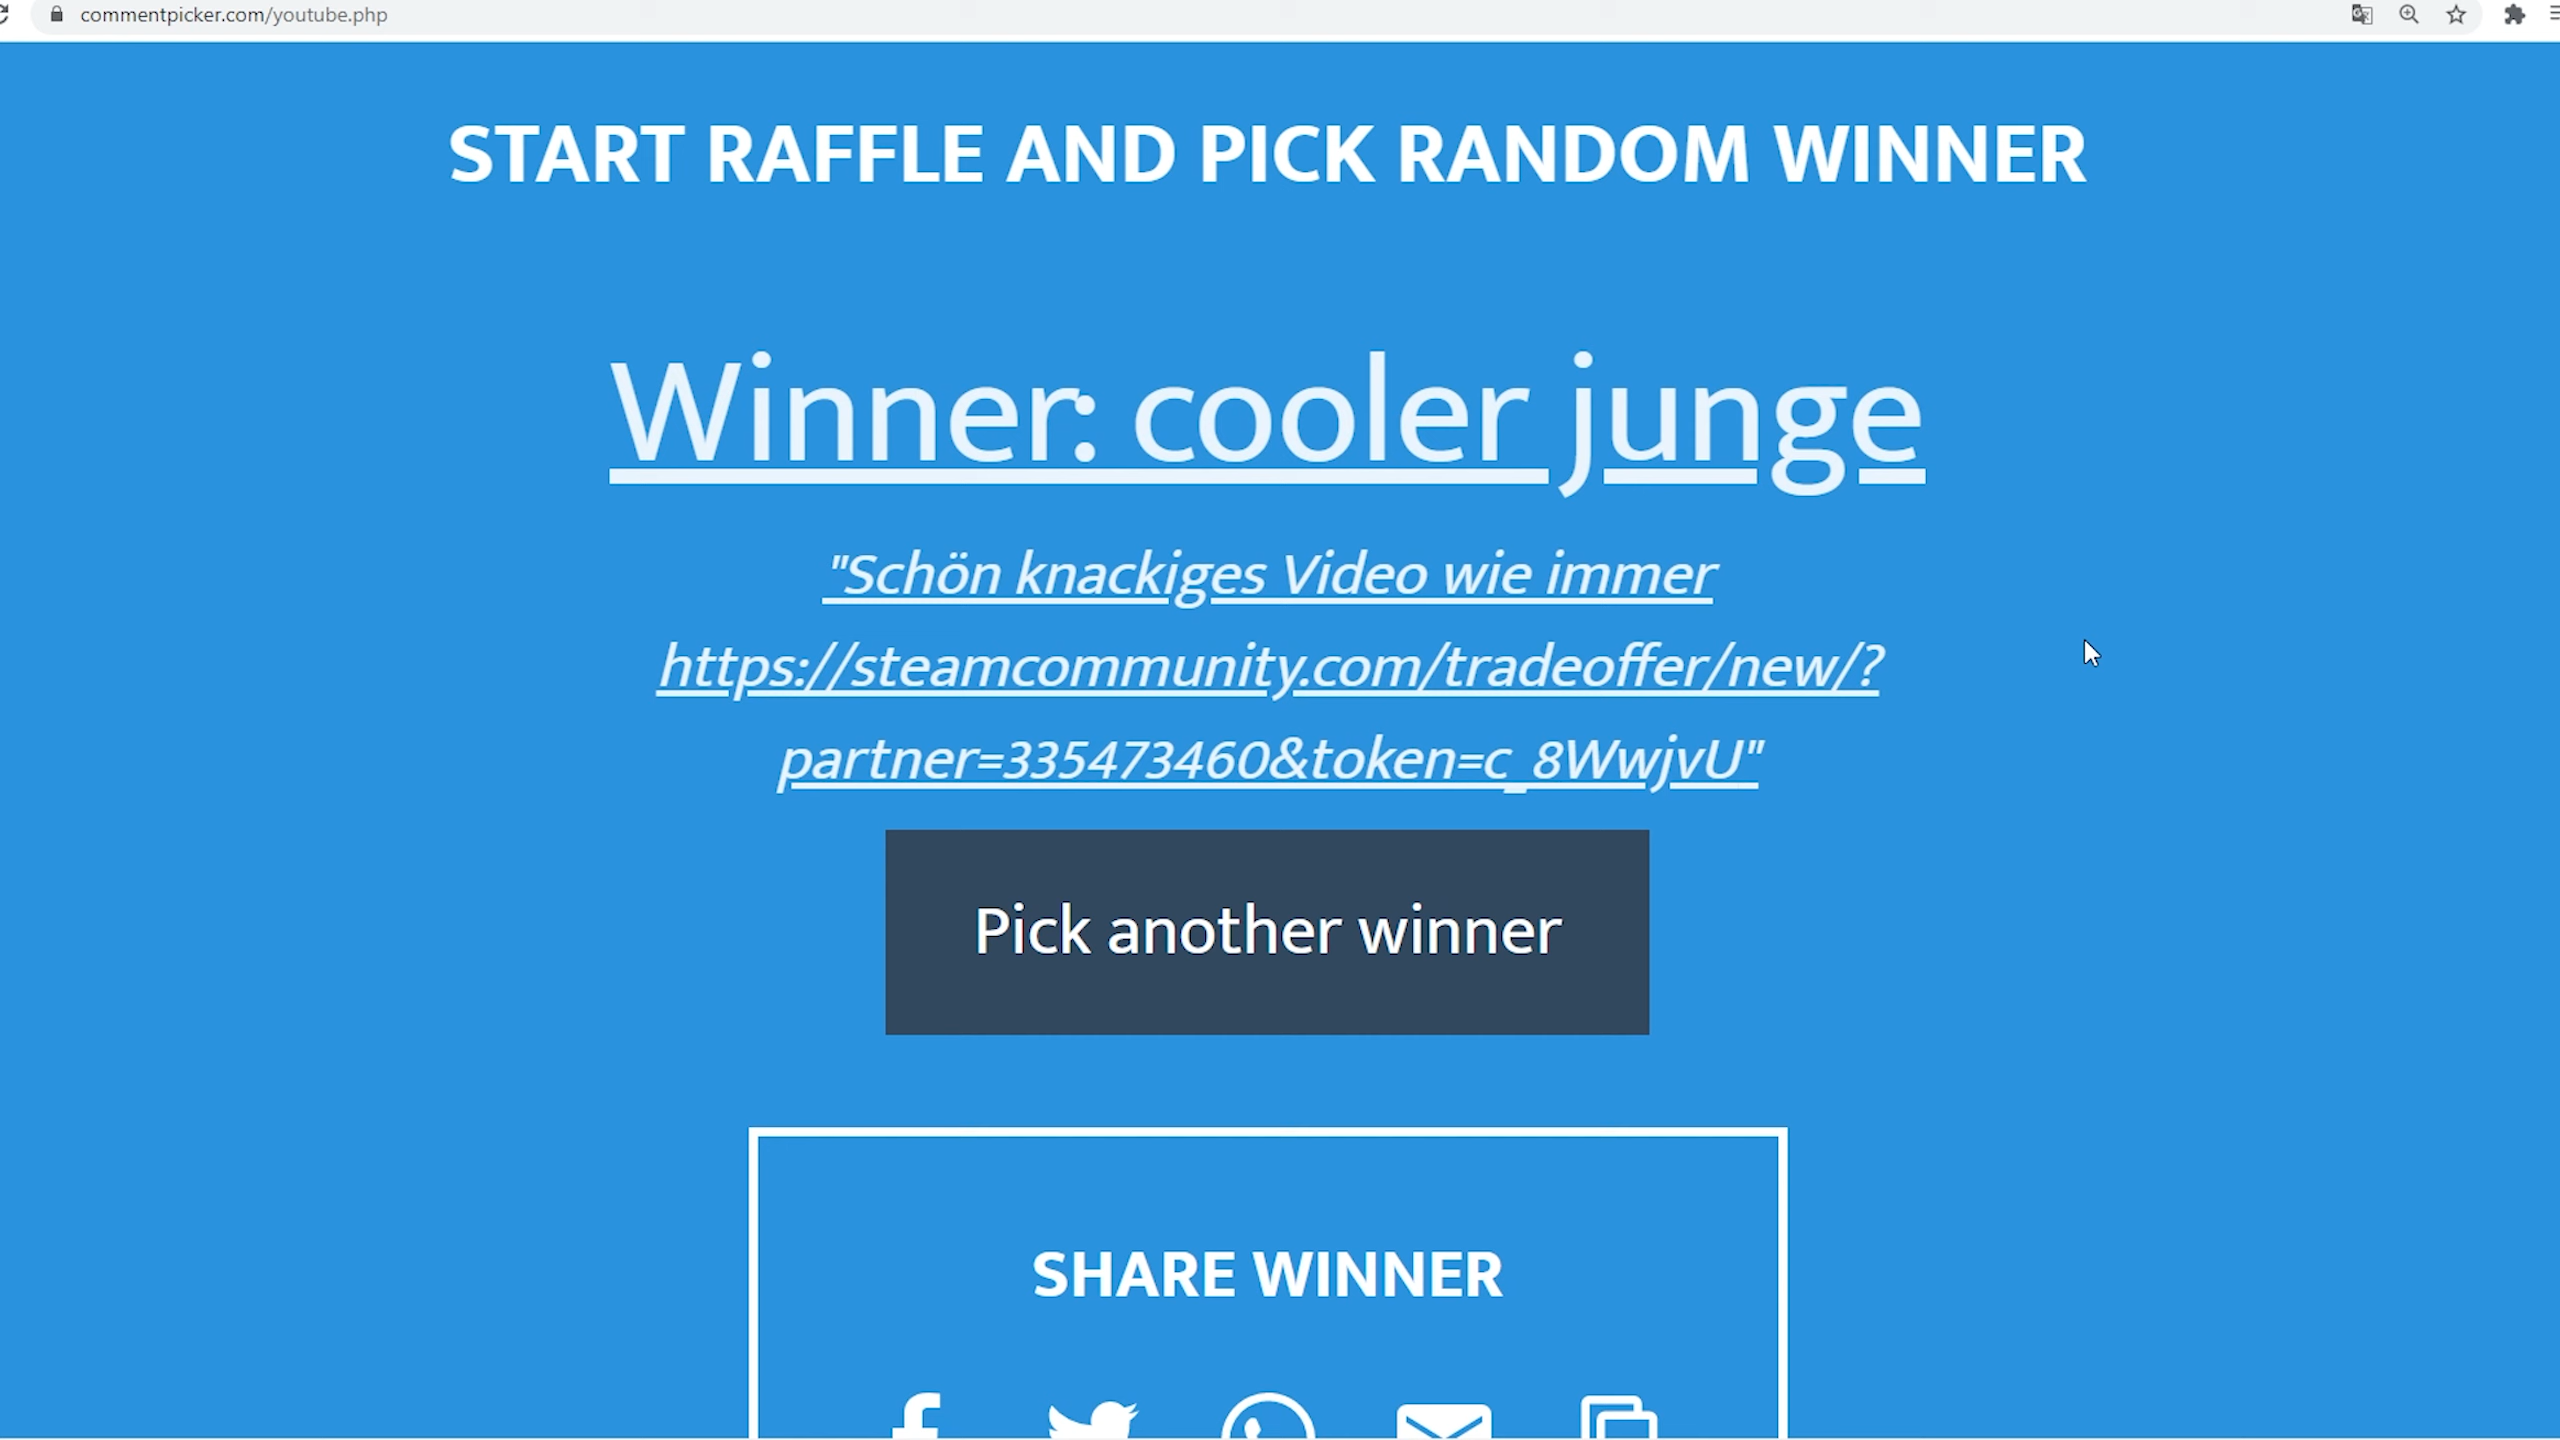 commentpicker.com/youtube.php
START RAFFLE AND PICK RANDOM WINNER
Winner: cooler junge
"Schön knackiges Video wie immer
https://steamcommunity.com/tradeoffer/new/?
partner=335473460&token=c_8WwjvU"
Pick another winner
SHARE WINNER